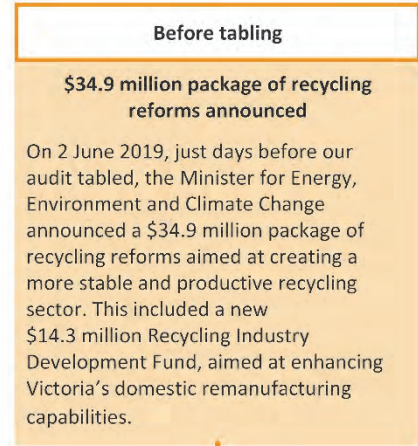 Before tabling
$34.9 million package of recycling
reforms announced
On 2 June 2019, just days before our
audit tabled, the Minister for Energy,
Environment and Climate Change
announced a $34.9 million package of
recycling reforms aimed at creating a
more stable and productive recycling
sector. This included a new
$14.3 million Recycling Industry
Development Fund, aimed at enhancing
Victoria’s domestic remanufacturing
capabilities.